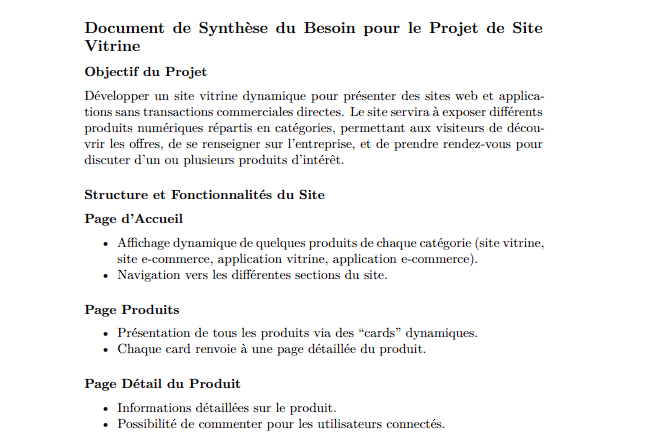 Document de Synthèse du Besoin pour le Projet de Site
Vitrine
Objectif du Projet
Développer un site vitrine dynamique pour présenter des sites web et applica-
tions sans transactions commerciales directes. Le site servira à exposer différents
produits numériques répartis en catégories, permettant aux visiteurs de décou-
vrir les offres, de se renseigner sur l'entreprise, et de prendre rendez-vous pour
discuter d'un ou plusieurs produits d'intérêt.
Structure et Fonctionnalités du Site
Page d'Accueil
• Affichage dynamique de quelques produits de chaque catégorie (site vitrine,
site e-commerce, application vitrine, application e-commerce).
• Navigation vers les différentes sections du site.
Page Produits
• Présentation de tous les produits via des “cards” dynamiques.
• Chaque card renvoie à une page détaillée du produit.
Page Détail du Produit
• Informations détaillées sur le produit.
• Possibilité de commenter pour les utilisateurs connectés.